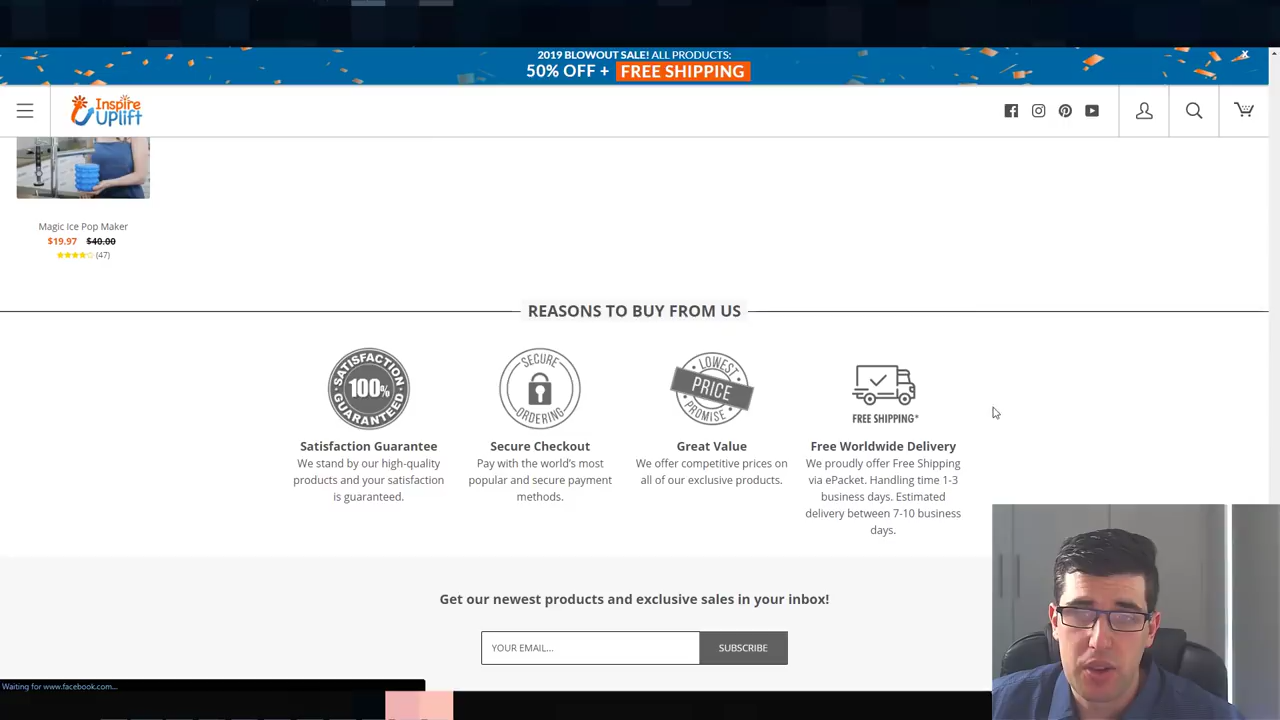 2019 BLOWOUT SALE! ALL PRODUCTS:
50% OFF + FREE SHIPPING
Inspire
Uplift
Magic Ice Pop Maker
$19.97 $40.00
(47)
REASONS TO BUY FROM US
SATISFACTION
100%
GUARANTEED
SECURE
ORDERING
LOWEST
PRICE
PROMISE
FREE SHIPPING*
Satisfaction Guarantee
We stand by our high-quality
products and your satisfaction
is guaranteed.
Secure Checkout
Pay with the world's most
popular and secure payment
methods.
Great Value
We offer competitive prices on
all of our exclusive products.
Free Worldwide Delivery
We proudly offer Free Shipping
via ePacket. Handling time 1-3
business days. Estimated
delivery between 7-10 business
days.
Get our newest products and exclusive sales in your inbox!
YOUR EMAIL...
SUBSCRIBE
Waiting for www.facebook.com...